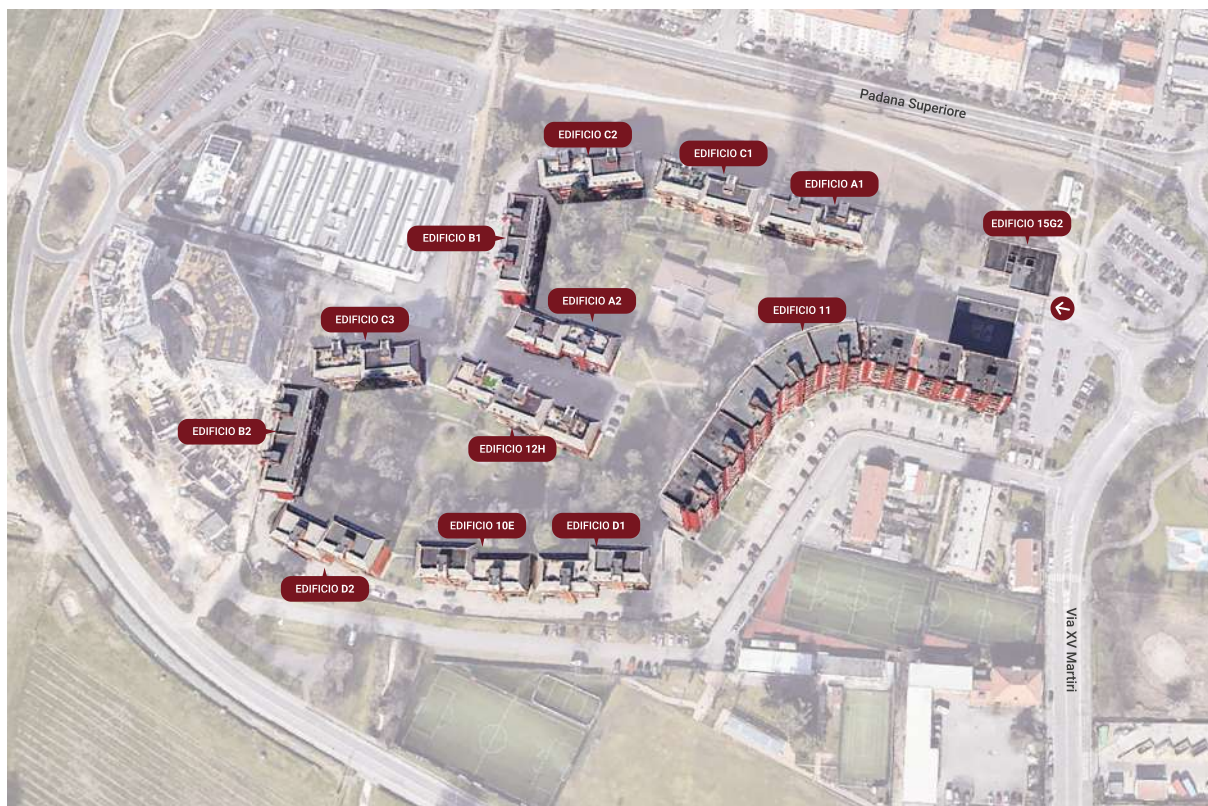 Padana Superiore
EDIFICIO C2
EDIFICIO C1
EDIFICIO A1
EDIFICIO 15G2
EDIFICIO B1
EDIFICIO A2
EDIFICIO 11
EDIFICIO C3
EDIFICIO B2
EDIFICIO 12H
EDIFICIO 10E
EDIFICIO D1
EDIFICIO D2
Via XV Martiri